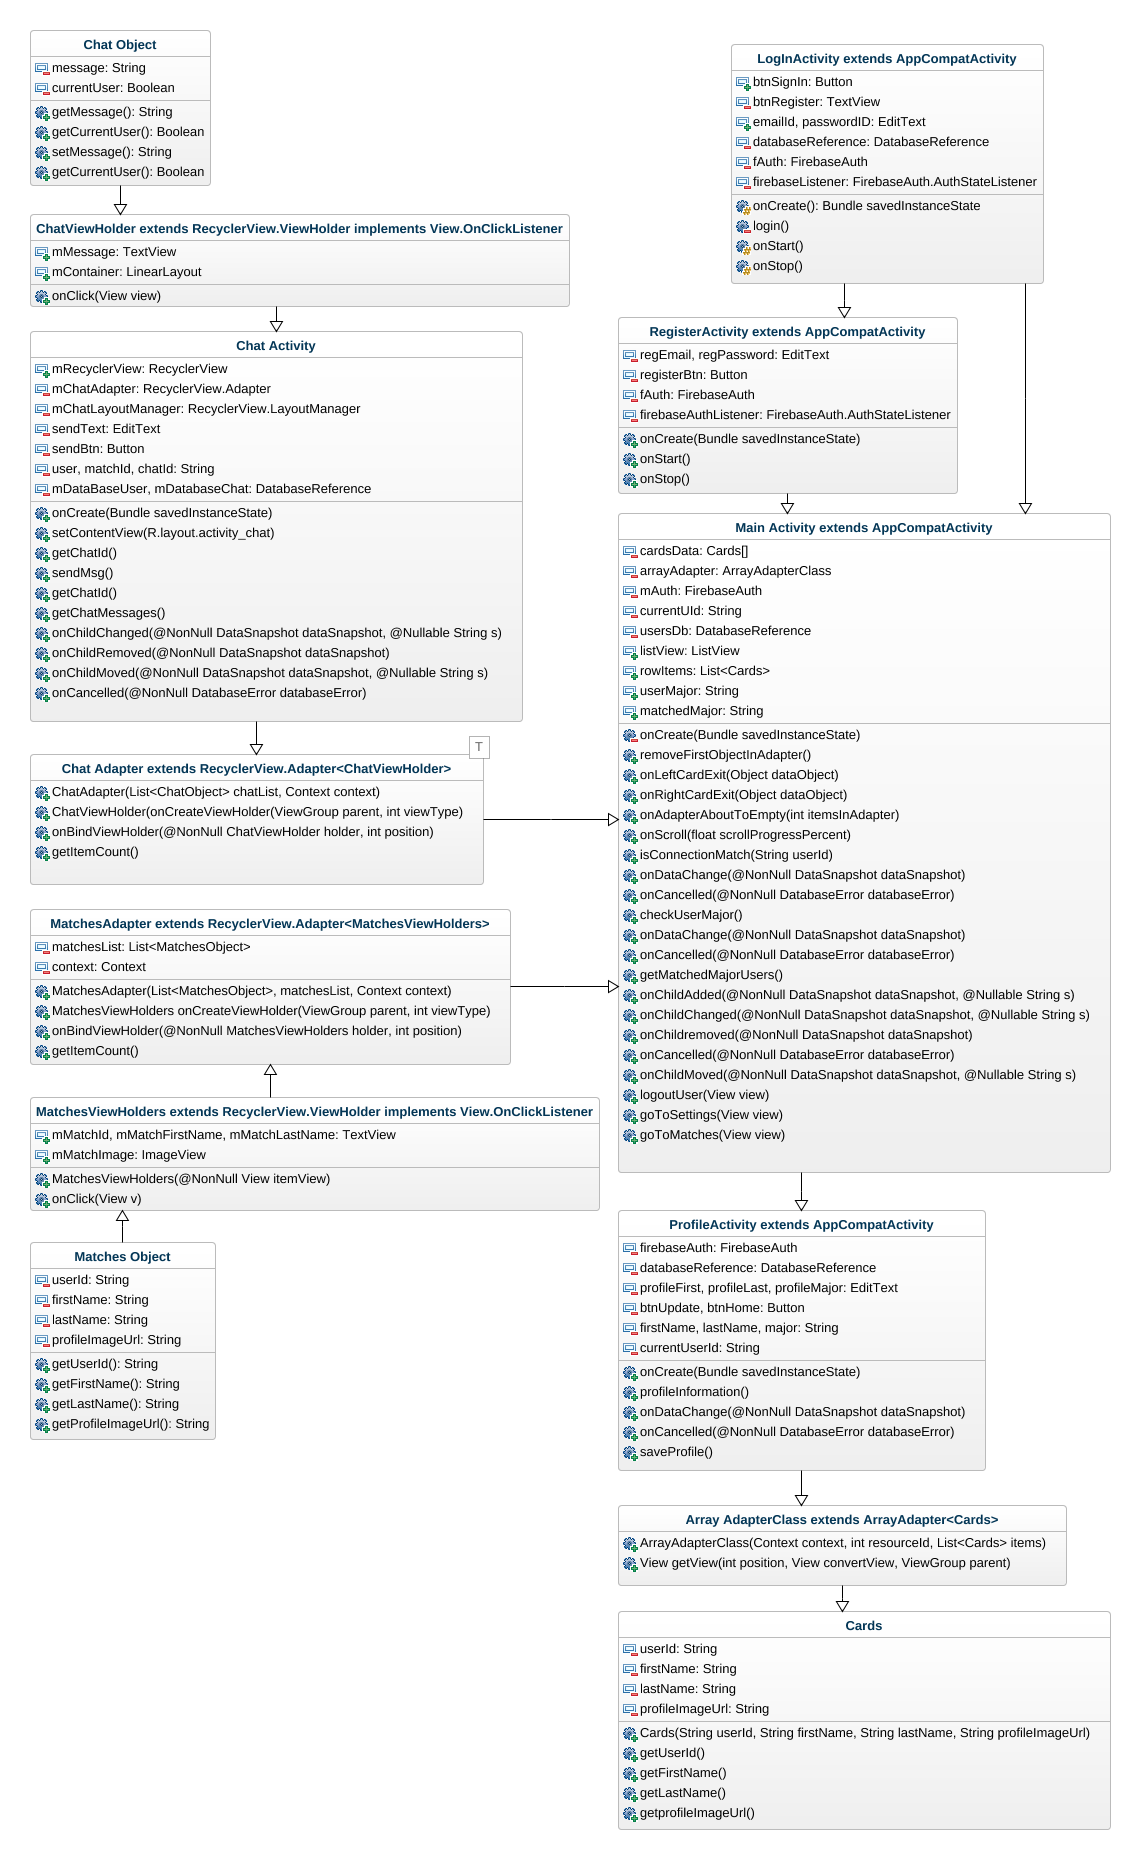 Chat Object
message: String
currentUser: Boolean
getMessage(): String
getCurrentUser(): Boolean
setMessage(): String
getCurrentUser(): Boolean
ChatViewHolder extends RecyclerView.ViewHolder implements View.OnClickListener
mMessage: TextView
mContainer: LinearLayout
onClick(View view)
Chat Activity
mRecyclerView: RecyclerView
mChatAdapter: RecyclerView.Adapter
mChatLayoutManager: RecyclerView.LayoutManager
sendText: EditText
sendBtn: Button
user, matchId, chatId: String
mDataBaseUser, mDatabaseChat: DatabaseReference
onCreate(Bundle savedInstanceState)
setContentView(R.layout.activity_chat)
getChatId()
sendMsg()
getChatId()
getChatMessages()
onChildChanged(@NonNull DataSnapshot dataSnapshot, @Nullable String s)
onChildRemoved(@NonNull DataSnapshot dataSnapshot)
onChildMoved(@NonNull DataSnapshot dataSnapshot, @Nullable String s)
onCancelled(@NonNull DatabaseError databaseError)
T
Chat Adapter extends RecyclerView.Adapter<ChatViewHolder>
ChatAdapter(List<ChatObject> chatList, Context context)
ChatViewHolder(onCreateViewHolder(ViewGroup parent, int viewType)
onBindViewHolder(@NonNull ChatViewHolder holder, int position)
getItemCount()
MatchesAdapter extends RecyclerView.Adapter<MatchesViewHolders>
matchesList: List<MatchesObject>
context: Context
MatchesAdapter(List<MatchesObject>, matchesList, Context context)
MatchesViewHolders onCreateViewHolder(ViewGroup parent, int viewType)
onBindViewHolder(@NonNull MatchesViewHolders holder, int position)
getItemCount()
MatchesViewHolders extends RecyclerView.ViewHolder implements View.OnClickListener
mMatchId, mMatchFirstName, mMatchLastName: TextView
mMatchImage: ImageView
MatchesViewHolders(@NonNull View itemView)
onClick(View v)
Matches Object
userId: String
firstName: String
lastName: String
profileImageUrl: String
getUserId(): String
getFirstName(): String
getLastName(): String
getProfileImageUrl(): String
LogInActivity extends AppCompatActivity
btnSignIn: Button
btnRegister: TextView
emailId, passwordID: EditText
databaseReference: DatabaseReference
fAuth: FirebaseAuth
firebaseListener: FirebaseAuth.AuthStateListener
onCreate(): Bundle savedInstanceState
login()
onStart()
onStop()
RegisterActivity extends AppCompatActivity
regEmail, regPassword: EditText
registerBtn: Button
fAuth: FirebaseAuth
firebaseAuthListener: FirebaseAuth.AuthStateListener
onCreate(Bundle savedInstanceState)
onStart()
onStop()
Main Activity extends AppCompatActivity
cardsData: Cards[]
arrayAdapter: ArrayAdapterClass
mAuth: FirebaseAuth
currentUId: String
usersDb: DatabaseReference
listView: ListView
rowItems: List<Cards>
userMajor: String
matchedMajor: String
onCreate(Bundle savedInstanceState)
removeFirstObjectInAdapter()
onLeftCardExit(Object dataObject)
onRightCardExit(Object dataObject)
onAdapterAboutToEmpty(int itemsInAdapter)
onScroll(float scrollProgressPercent)
isConnectionMatch(String userId)
onDataChange(@NonNull DataSnapshot dataSnapshot)
onCancelled(@NonNull DatabaseError databaseError)
checkUserMajor()
onDataChange(@NonNull DataSnapshot dataSnapshot)
onCancelled(@NonNull DatabaseError databaseError)
getMatchedMajorUsers()
onChildAdded(@NonNull DataSnapshot dataSnapshot, @Nullable String s)
onChildChanged(@NonNull DataSnapshot dataSnapshot, @Nullable String s)
onChildremoved(@NonNull DataSnapshot dataSnapshot)
onCancelled(@NonNull DatabaseError databaseError)
onChildMoved(@NonNull DataSnapshot dataSnapshot, @Nullable String s)
logoutUser(View view)
goToSettings(View view)
goToMatches(View view)
ProfileActivity extends AppCompatActivity
firebaseAuth: FirebaseAuth
databaseReference: DatabaseReference
profileFirst, profileLast, profileMajor: EditText
btnUpdate, btnHome: Button
firstName, lastName, major: String
currentUserId: String
onCreate(Bundle savedInstanceState)
profileInformation()
onDataChange(@NonNull DataSnapshot dataSnapshot)
onCancelled(@NonNull DatabaseError databaseError)
saveProfile()
Array AdapterClass extends ArrayAdapter<Cards>
ArrayAdapterClass(Context context, int resourceId, List<Cards> items)
View getView(int position, View convertView, ViewGroup parent)
Cards
userId: String
firstName: String
lastName: String
profileImageUrl: String
Cards(String userId, String firstName, String lastName, String profileImageUrl)
getUserId()
getFirstName()
getLastName()
getprofileImageUrl()